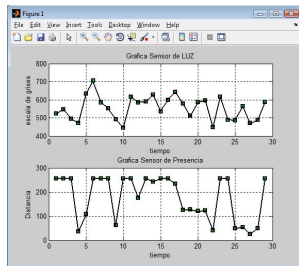 Figure 1
File Edit View Insert Tools Desktop Window Help
Grafica Sensor de LUZ
800
700
600
500
400
escala de grises
0 5 10 15 20 25 30
tiempo
Grafica Sensor de Presencia
300
200
100
0
Distancia
0 5 10 15 20 25 30
tiempo